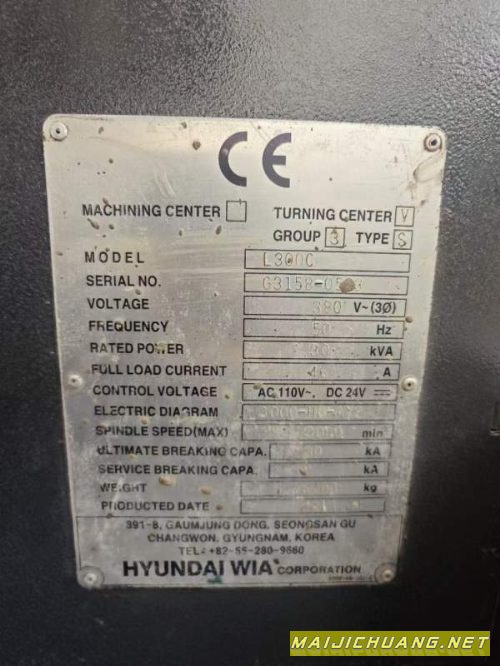 CE
MACHINING CENTER TURNING CENTER V
GROUP 3 TYPE S
MODEL L300C
SERIAL NO.
VOLTAGE 380 V~(3Ø)
FREQUENCY 50 Hz
RATED POWER kVA
FULL LOAD CURRENT A
CONTROL VOLTAGE AC 110V~, DC 24V
ELECTRIC DIAGRAM
SPINDLE SPEED(MAX) min
ULTIMATE BREAKING CAPA. kA
SERVICE BREAKING CAPA. kA
WEIGHT kg
PRODUCTED DATE
391-8, GAUMJUNG DONG, SEONGSAN GU
CHANGWON, GYUNGNAM, KOREA
TEL: +82-55-280-9660
HYUNDAI WIA CORPORATION
MAIJICHUANG.NET